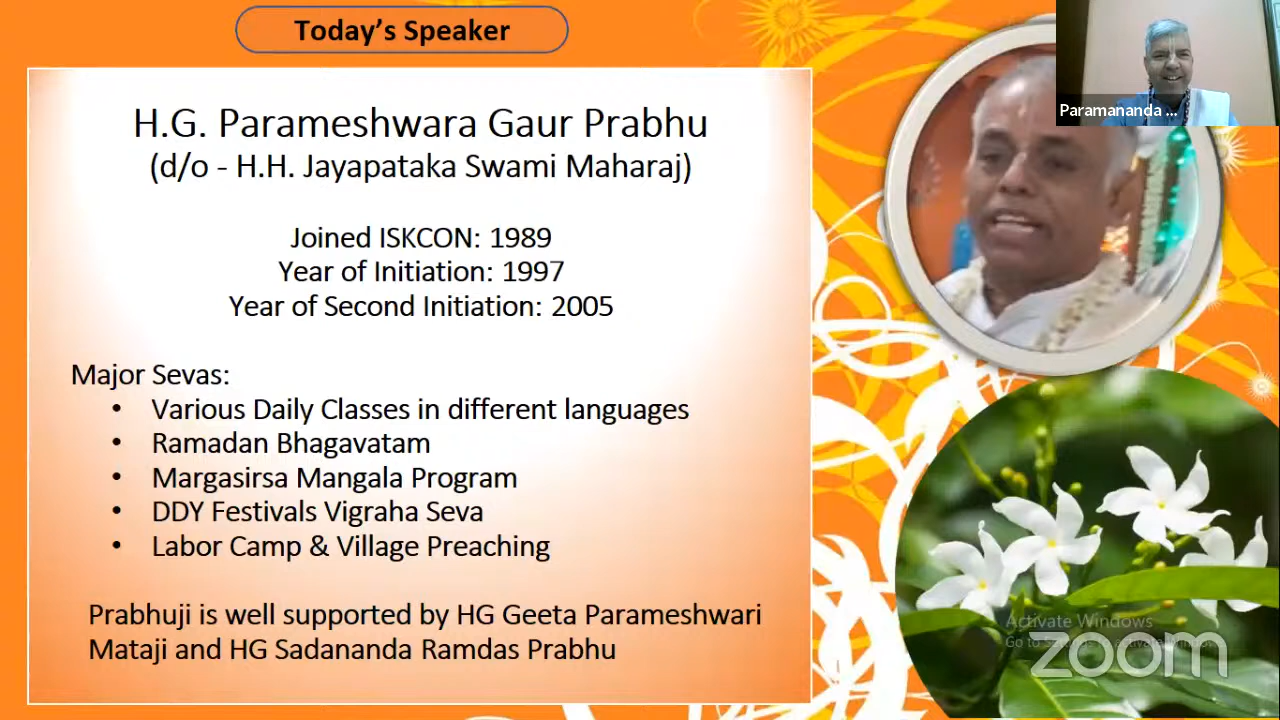 Today's Speaker
Paramananda ...
H.G. Parameshwara Gaur Prabhu
(d/o - H.H. Jayapataka Swami Maharaj)
Joined ISKCON: 1989
Year of Initiation: 1997
Year of Second Initiation: 2005
Major Sevas:
• Various Daily Classes in different languages
• Ramadan Bhagavatam
• Margasirsa Mangala Program
• DDY Festivals Vigraha Seva
• Labor Camp & Village Preaching
Prabhuji is well supported by HG Geeta Parameshwari
Mataji and HG Sadananda Ramdas Prabhu
Activate Windows
Go to
zoom